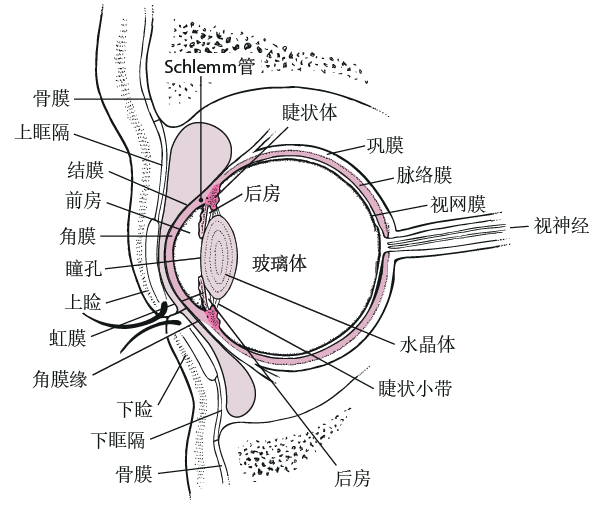 Schlemm管
骨膜
睫状体
上眶隔
巩膜
结膜
脉络膜
前房
后房
视网膜
角膜
视神经
瞳孔
玻璃体
上睑
虹膜
水晶体
角膜缘
睫状小带
下睑
下眶隔
骨膜
后房